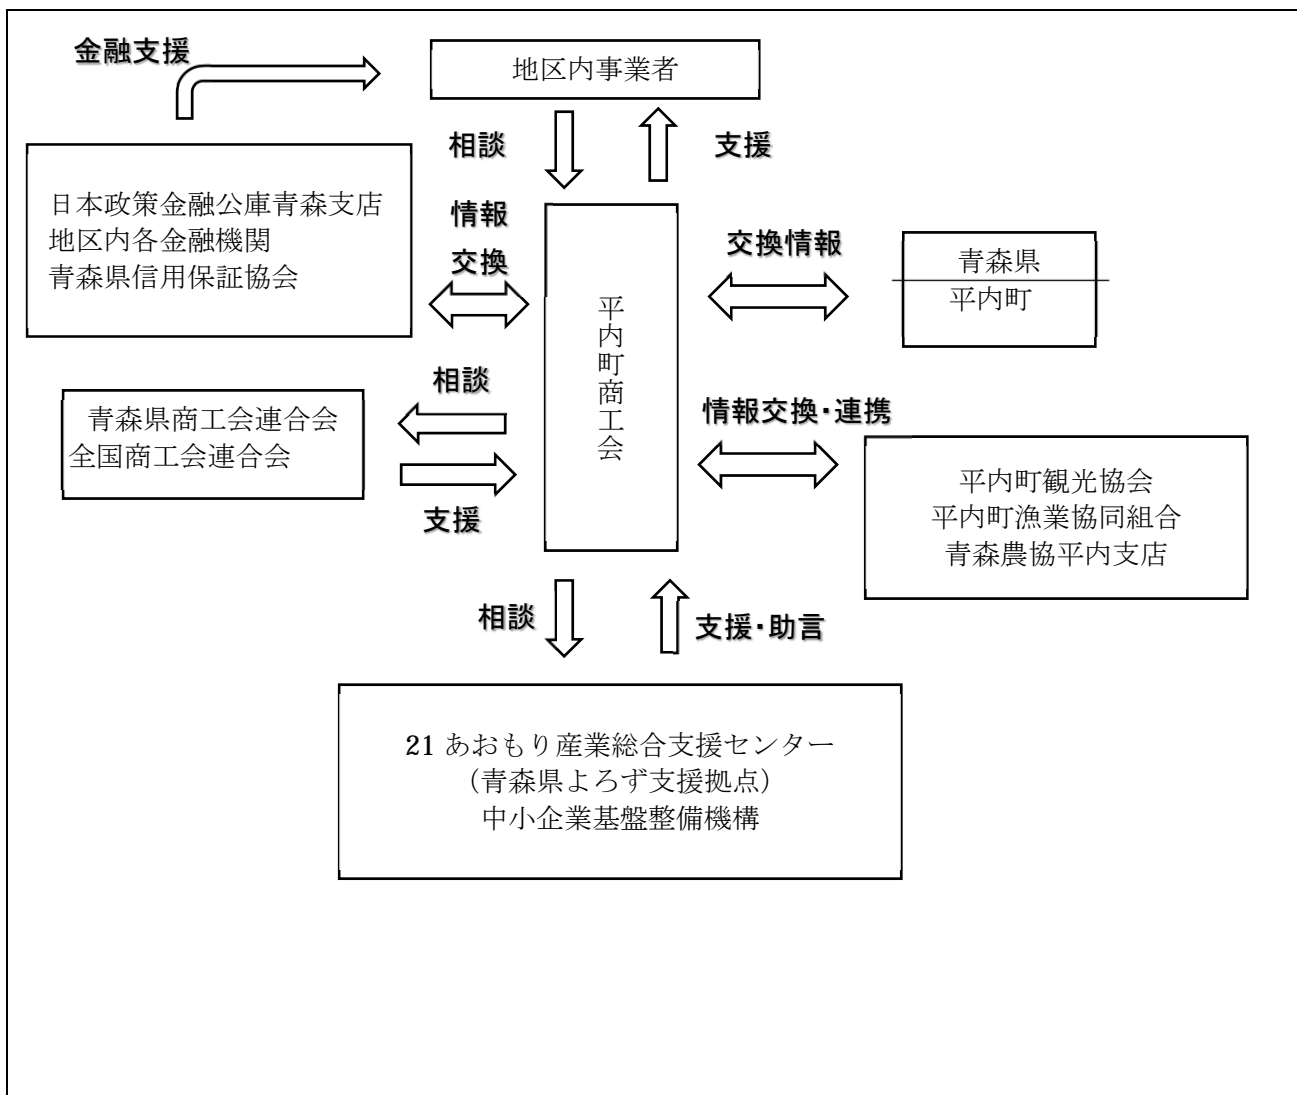 金融支援
地区内事業者
相談
支援
日本政策金融公庫青森支店
地区内各金融機関
青森県信用保証協会
情報
交換
平内町商工会
交換情報
青森県
平内町
相談
青森県商工会連合会
全国商工会連合会
支援
情報交換・連携
平内町観光協会
平内町漁業協同組合
青森農協平内支店
相談
支援・助言
21 あおもり産業総合支援センター
（青森県よろず支援拠点）
中小企業基盤整備機構